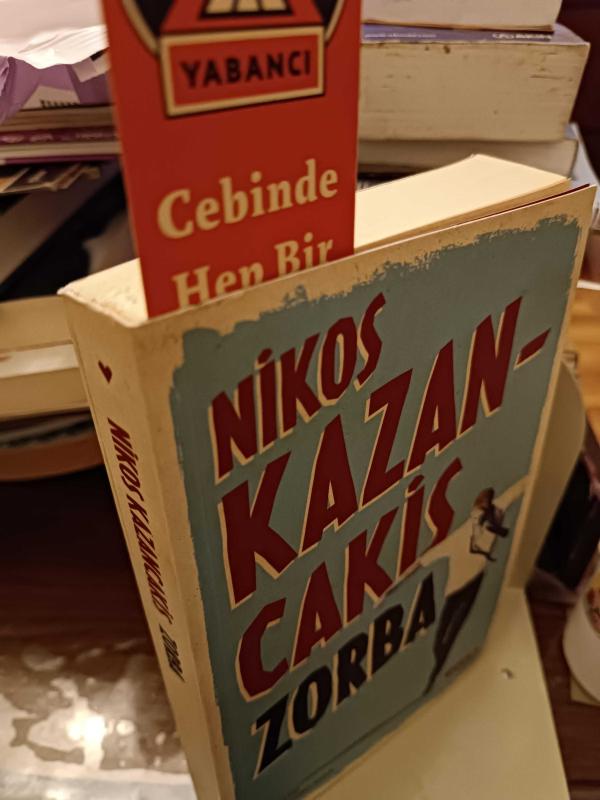 YABANCI
Cebinde
Hep Bir
NİKOS
KAZAN-
CAKİS
ZORBA
NİKOS KAZANCAKİS ZORBA